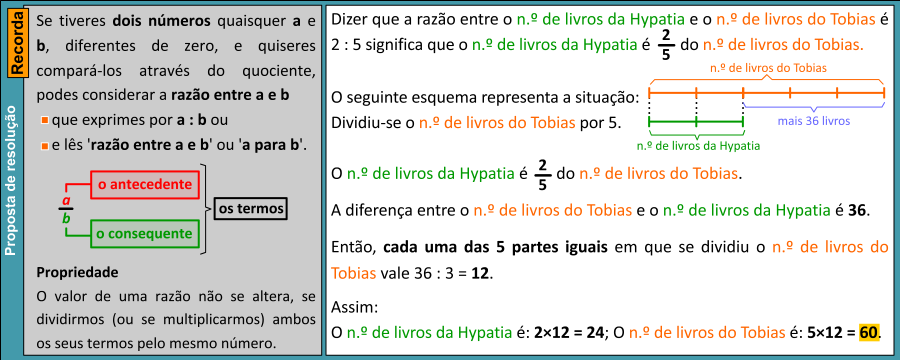 Recorda
Proposta de resolução
Se tiveres dois números quaisquer a e
b, diferentes de zero, e quiseres
compará-los através do quociente,
podes considerar a razão entre a e b
que exprimes por a : b ou
e lês 'razão entre a e b' ou 'a para b'.
a
b
o antecedente
o consequente
os termos
Propriedade
O valor de uma razão não se altera, se
dividirmos (ou se multiplicarmos) ambos
os seus termos pelo mesmo número.
Dizer que a razão entre o n.º de livros da Hypatia e o n.º de livros do Tobias é
2 : 5 significa que o n.º de livros da Hypatia é 2/5 do n.º de livros do Tobias.
n.º de livros do Tobias
O seguinte esquema representa a situação:
Dividiu-se o n.º de livros do Tobias por 5.
mais 36 livros
n.º de livros da Hypatia
O n.º de livros da Hypatia é 2/5 do n.º de livros do Tobias.
A diferença entre o n.º de livros do Tobias e o n.º de livros da Hypatia é 36.
Então, cada uma das 5 partes iguais em que se dividiu o n.º de livros do
Tobias vale 36 : 3 = 12.
Assim:
O n.º de livros da Hypatia é: 2×12 = 24; O n.º de livros do Tobias é: 5×12 = 60.